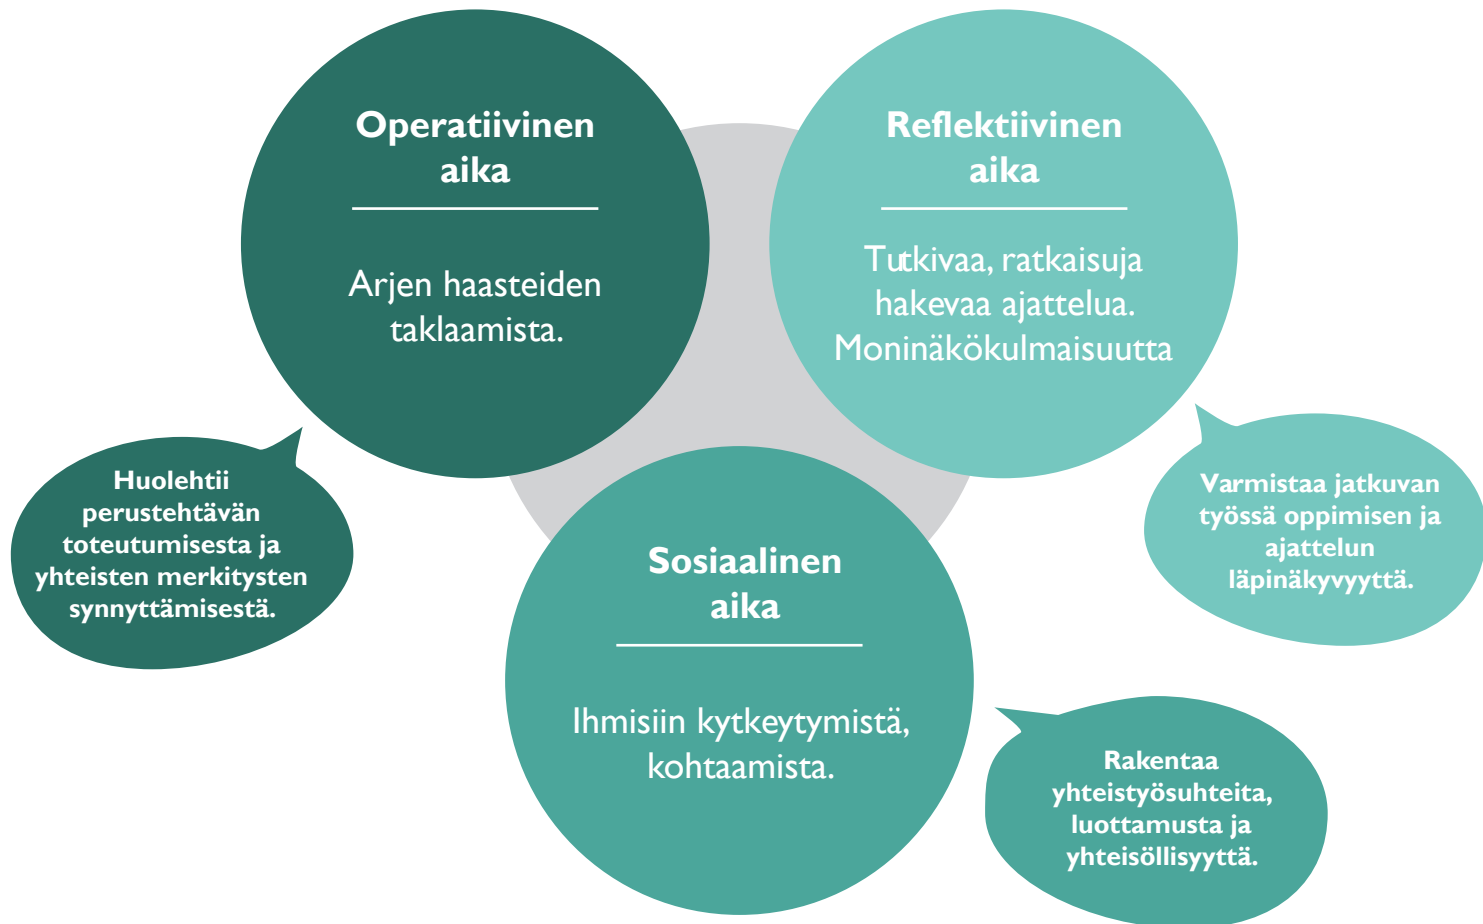 Operatiivinen
aika
Arjen haasteiden
taklaamista.
Reflektiivinen
aika
Tutkivaa, ratkaisuja
hakevaa ajattelua.
Moninäkökulmaisuutta
Huolehtii
perustehtävän
toteutumisesta ja
yhteisten merkitysten
synnyttämisestä.
Varmistaa jatkuvan
työssä oppimisen ja
ajattelun
läpinäkyvyyttä.
Sosiaalinen
aika
Ihmisiin kytkeytymistä,
kohtaamista.
Rakentaa
yhteistyösuhteita,
luottamusta ja
yhteisöllisyyttä.